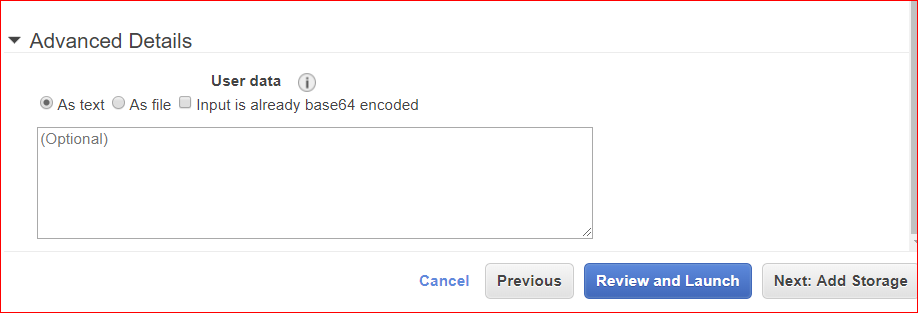 Advanced Details
User data i
As text As file Input is already base64 encoded
(Optional)
Cancel Previous Review and Launch Next: Add Storage